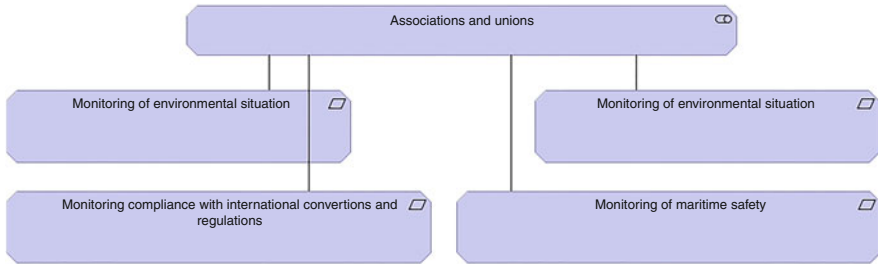 Associations and unions
Monitoring of environmental situation
Monitoring of environmental situation
Monitoring compliance with international convertions and
regulations
Monitoring of maritime safety